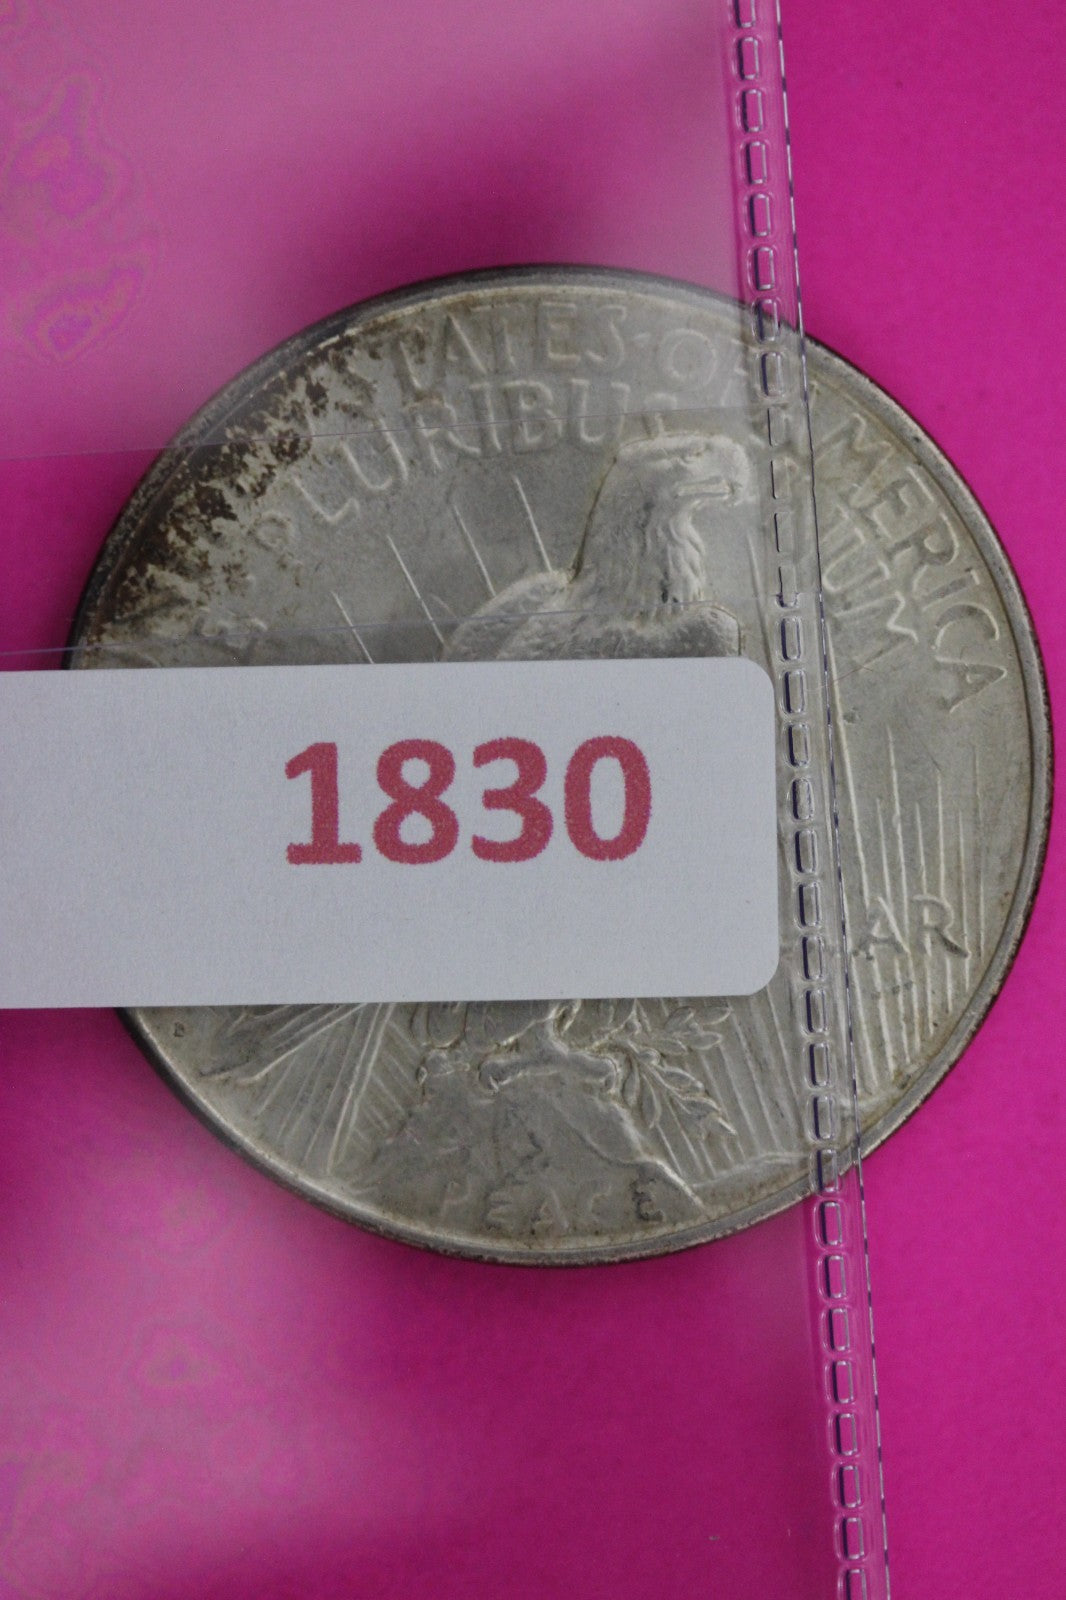 STATES·OF AMERICA
E PLURIBUS UNUM
1830
AR
PEACE